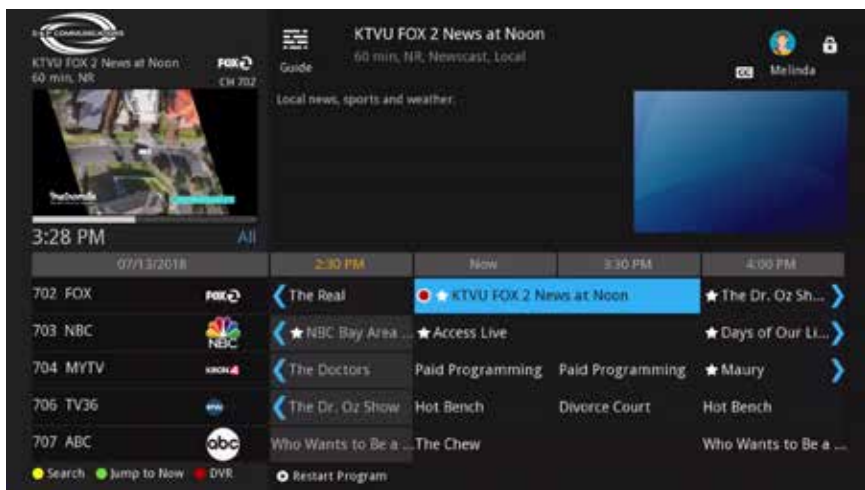 KTVU FOX 2 News at Noon
60 min, NR
FOX 2
CH 702
Guide
KTVU FOX 2 News at Noon
60 min, NR, Newscast, Local
Local news, sports and weather.
CC
Melinda
3:28 PM
All
07/13/2018
2:30 PM
Now
3:30 PM
4:00 PM
702 FOX
FOX 2
The Real
KTVU FOX 2 News at Noon
The Dr. Oz Sh...
703 NBC
NBC
NBC Bay Area ...
Access Live
Days of Our Li...
704 MYTV
KRON 4
The Doctors
Paid Programming
Paid Programming
Maury
706 TV36
The Dr. Oz Show
Hot Bench
Divorce Court
Hot Bench
707 ABC
abc
Who Wants to Be a ...
The Chew
Who Wants to Be a ...
Search
Jump to Now
DVR
Restart Program